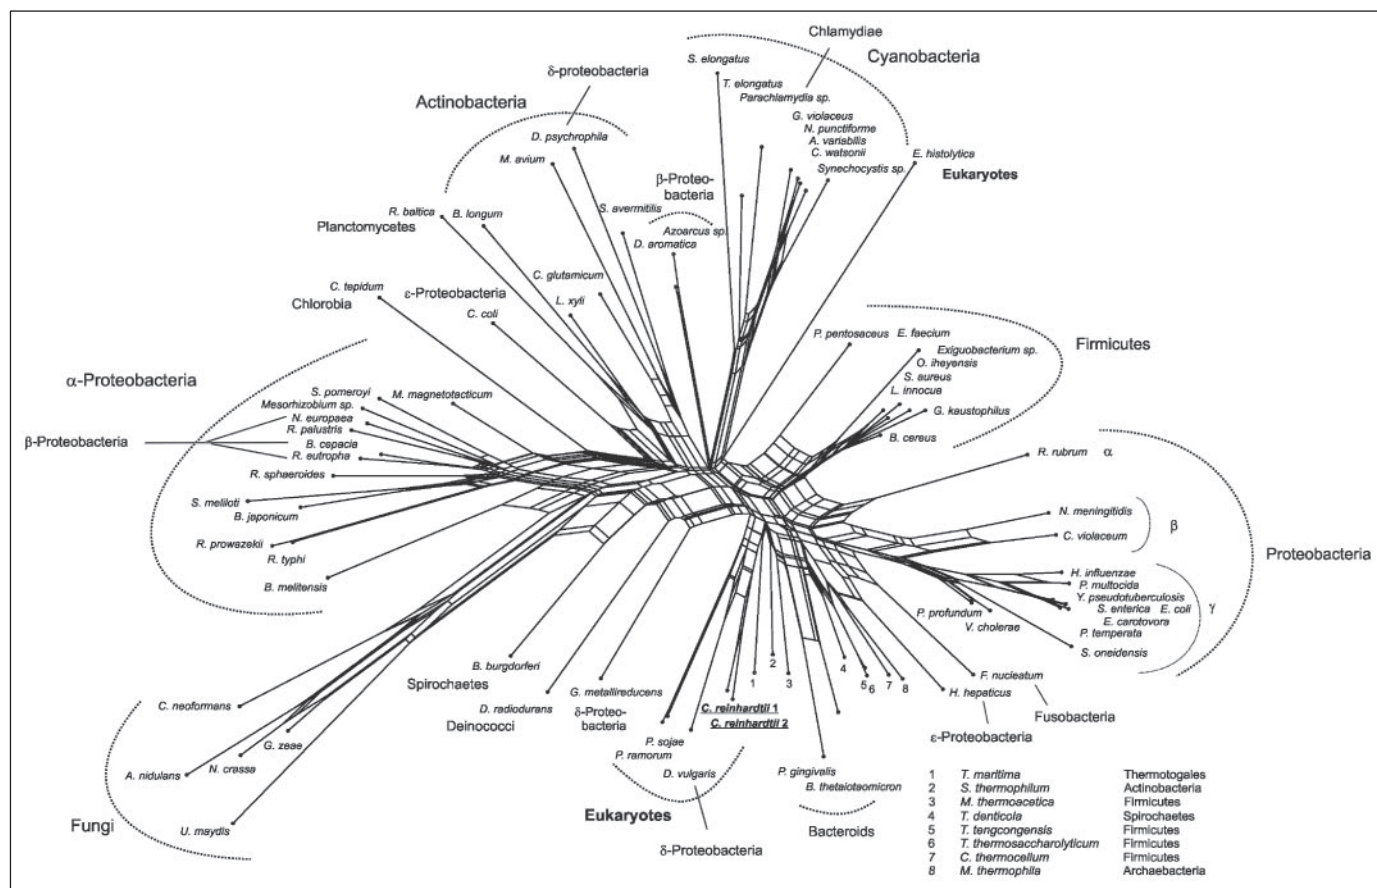 Chlamydiae
Cyanobacteria
S. elongatus
T. elongatus
Parachlamydia sp.
G. violaceus
N. punctiforme
A. variabilis
C. watsonii
Synechocystis sp.
E. histolytica
Eukaryotes
δ-proteobacteria
Actinobacteria
D. psychrophila
M. avium
β-Proteo-
bacteria
R. baltica
B. longum
Planctomycetes
S. avermitilis
Azoarcus sp.
D. aromatica
C. glutamicum
L. xyli
C. tepidum
Chlorobia
ε-Proteobacteria
C. coli
P. pentosaceus
E. faecium
Exiguobacterium sp.
O. iheyensis
S. aureus
L. innocua
G. kaustophilus
B. cereus
Firmicutes
α-Proteobacteria
S. pomeroyi
M. magnetotacticum
Mesorhizobium sp.
N. europaea
R. palustris
β-Proteobacteria
B. cepacia
R. eutropha
R. sphaeroides
S. meliloti
B. japonicum
R. prowazekii
R. typhi
B. melitensis
R. rubrum
α
N. meningitidis
C. violaceum
β
Proteobacteria
H. influenzae
P. multocida
Y. pseudotuberculosis
S. enterica
E. coli
E. carotovora
P. temperata
S. oneidensis
γ
P. profundum
V. cholerae
F. nucleatum
H. hepaticus
Fusobacteria
ε-Proteobacteria
B. burgdorferi
Spirochaetes
D. radiodurans
Deinococci
G. metallireducens
δ-Proteo-
bacteria
C. reinhardtii 1
C. reinhardtii 2
1
2
3
4
5
6
7
8
P. sojae
P. ramorum
D. vulgaris
Eukaryotes
δ-Proteobacteria
P. gingivalis
B. thetaiotaomicron
Bacteroids
C. neoformans
G. zeae
N. crassa
A. nidulans
U. maydis
Fungi
1 T. maritima Thermotogales
2 S. thermophilum Actinobacteria
3 M. thermoacetica Firmicutes
4 T. denticola Spirochaetes
5 T. tengcongensis Firmicutes
6 T. thermosaccharolyticum Firmicutes
7 C. thermocellum Firmicutes
8 M. thermophila Archaebacteria